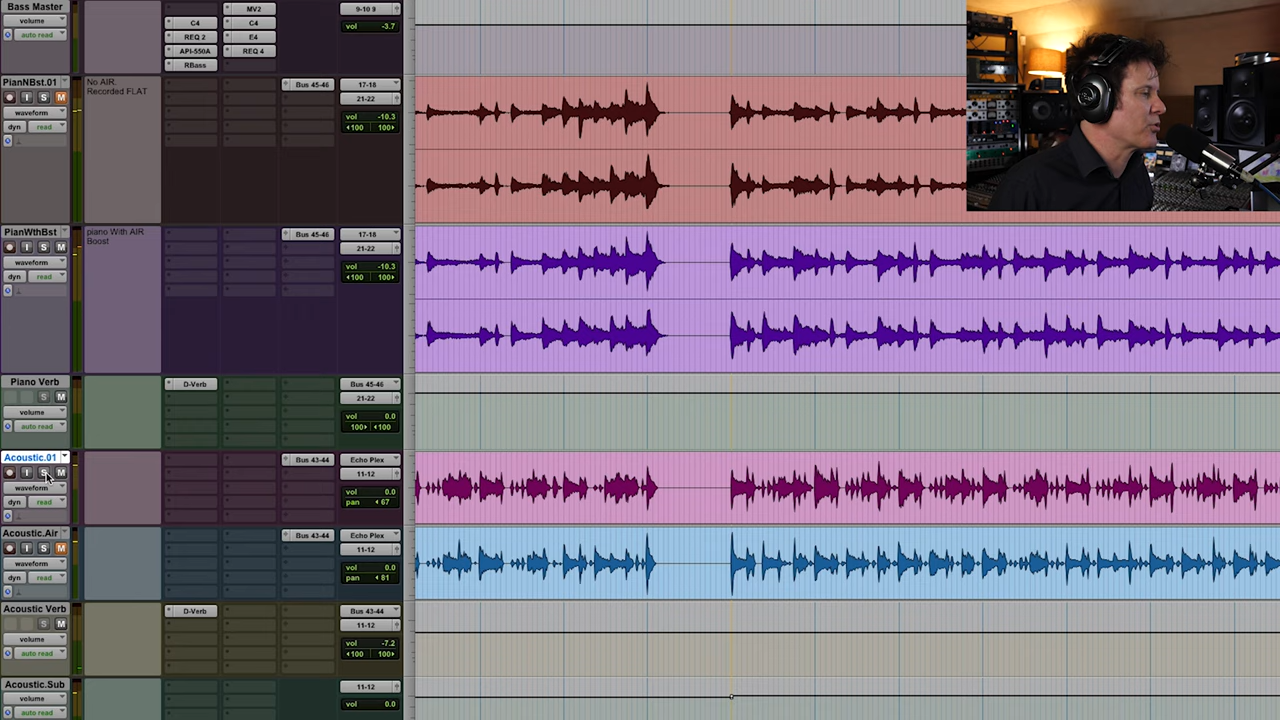 Bass Master
volume
auto read
C4
REQ 2
API-550A
RBass
MV2
C4
E4
REQ 4
9-10 9
vol -3.7
PianNBst.01
I S M
waveform
dyn read
No AIR.
Recorded FLAT
Bus 45-46
17-18
21-22
vol -10.3
100 100
PianWthBst
I S M
waveform
dyn read
piano With AIR
Boost
Bus 45-46
17-18
21-22
vol -10.3
100 100
Piano Verb
S M
volume
auto read
D-Verb
Bus 45-46
21-22
vol 0.0
100 100
Acoustic.01
I S M
waveform
dyn read
Bus 43-44
Echo Plex
11-12
vol 0.0
pan 67
Acoustic.Air
I S M
waveform
dyn read
Bus 43-44
Echo Plex
11-12
vol 0.0
pan 81
Acoustic Verb
S M
volume
auto read
D-Verb
Bus 43-44
11-12
vol -7.2
100 100
Acoustic.Sub
volume
auto read
11-12
vol 0.0